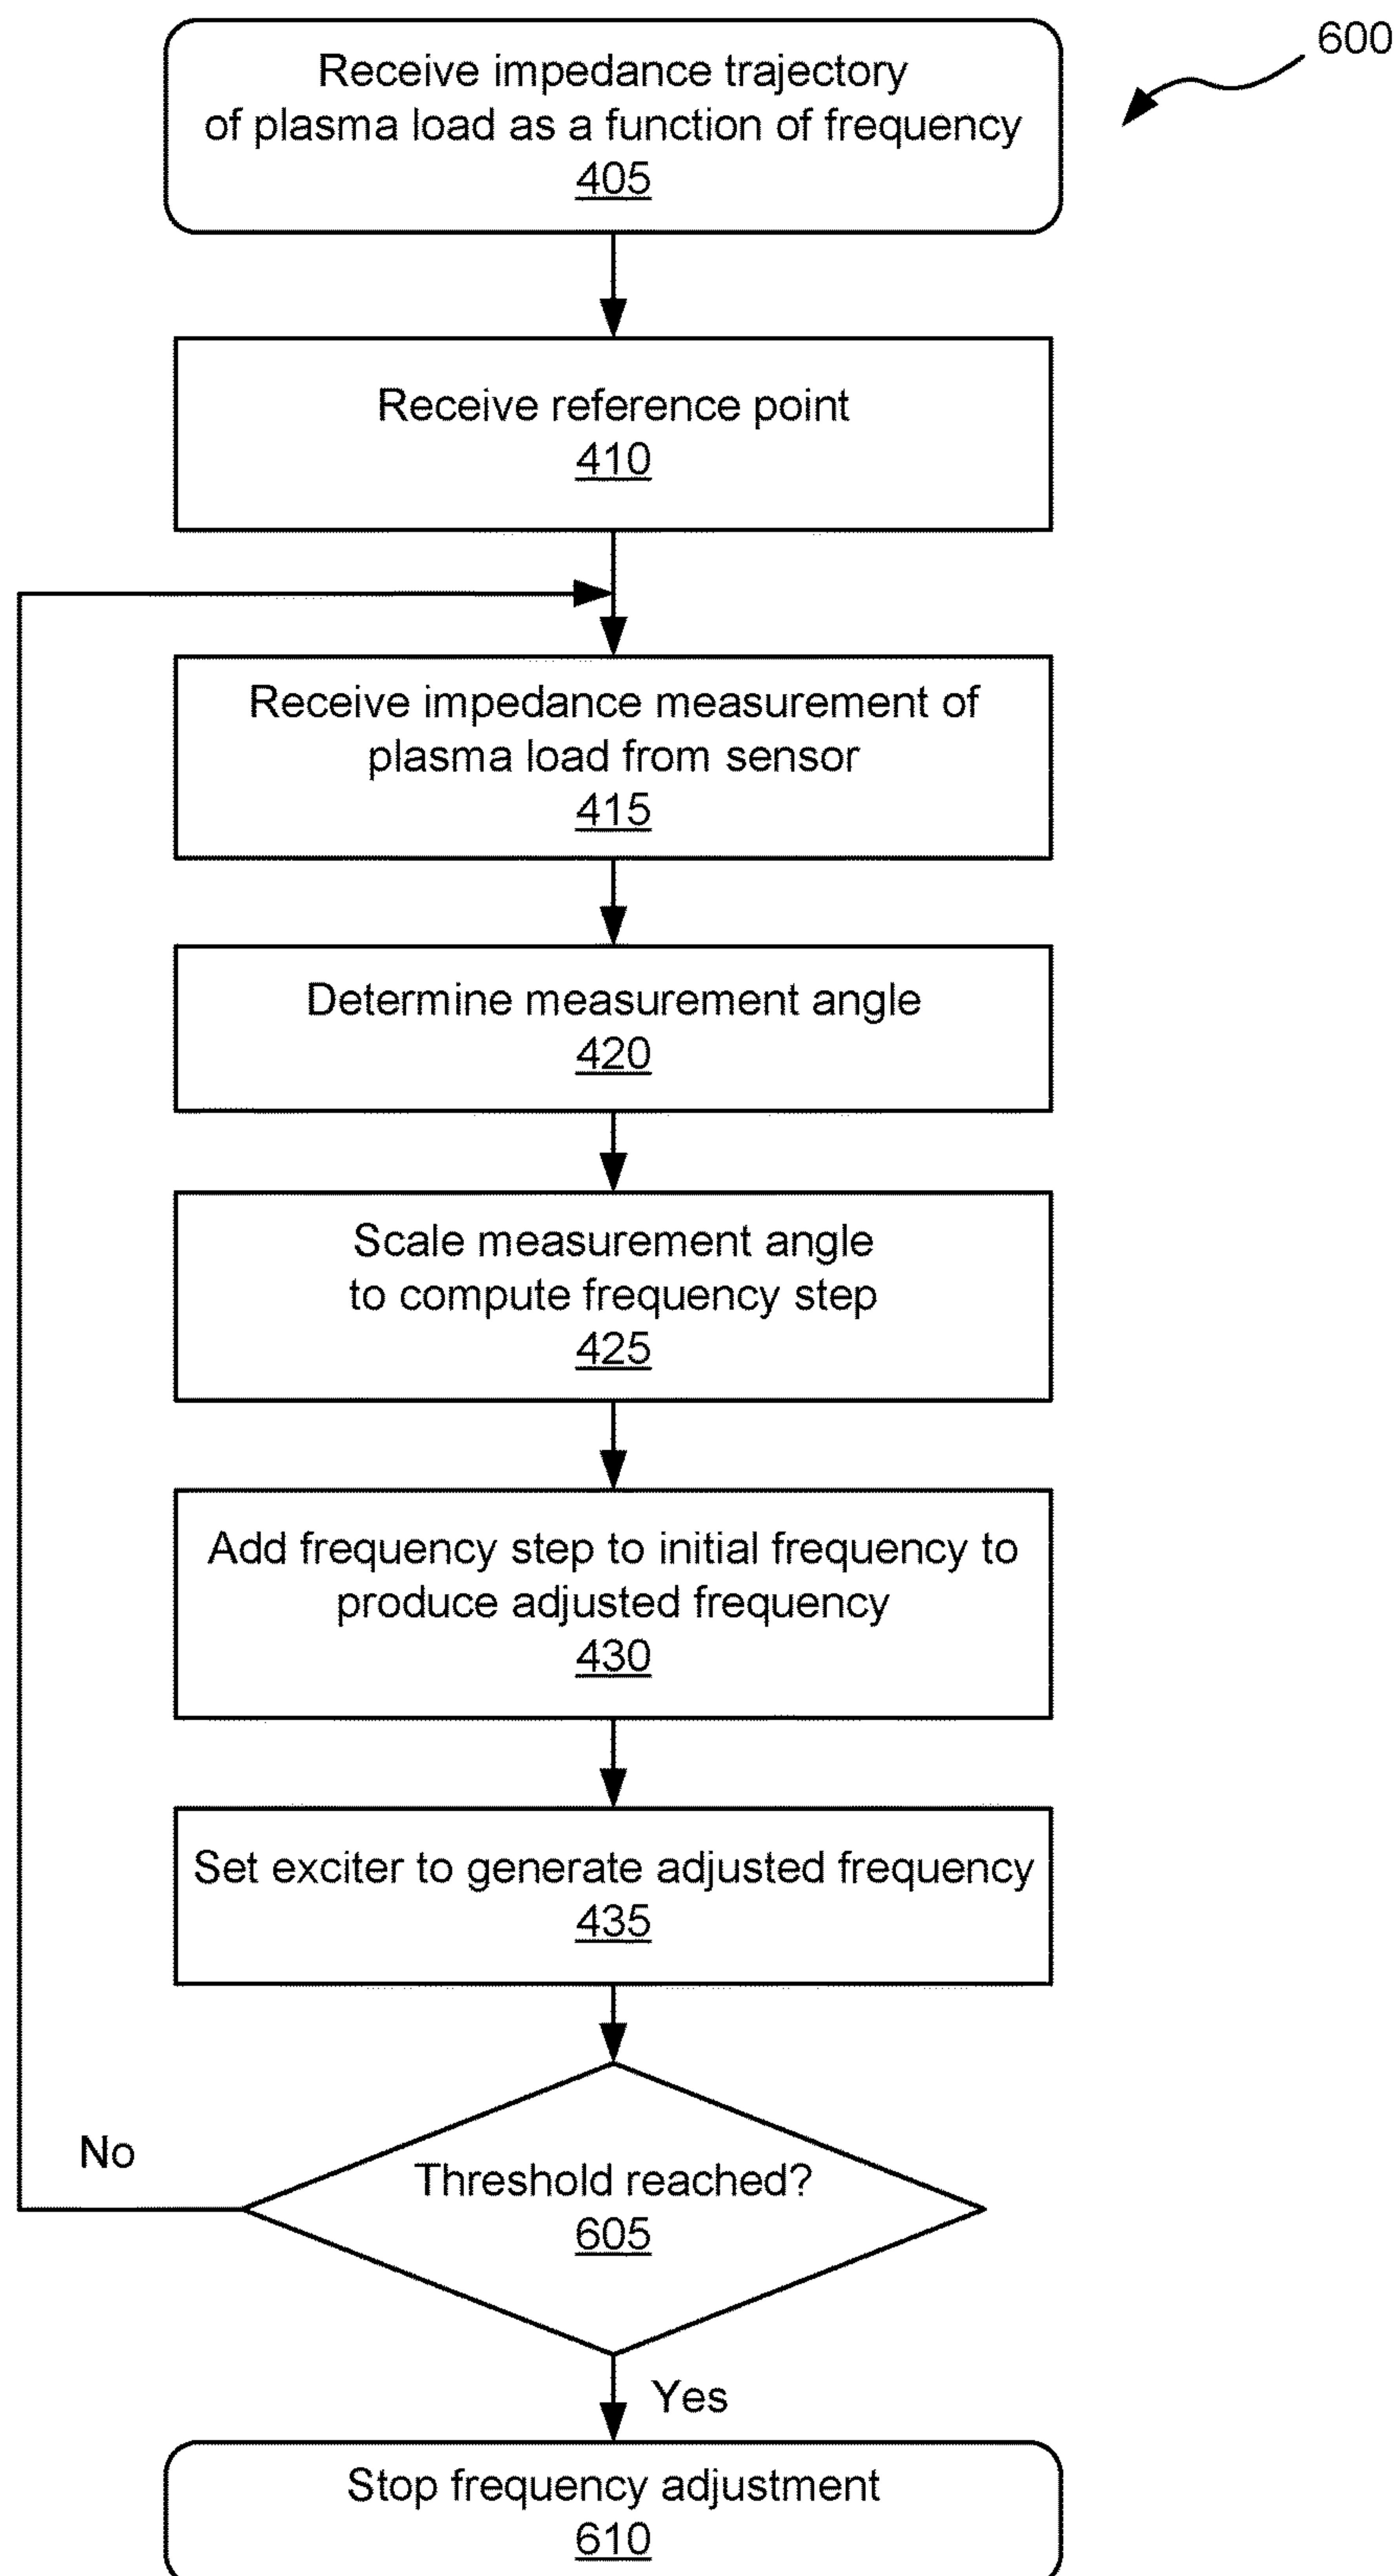 600
Receive impedance trajectory
of plasma load as a function of frequency
405
Receive reference point
410
Receive impedance measurement of
plasma load from sensor
415
Determine measurement angle
420
Scale measurement angle
to compute frequency step
425
Add frequency step to initial frequency to
produce adjusted frequency
430
Set exciter to generate adjusted frequency
435
No
Threshold reached?
605
Yes
Stop frequency adjustment
610